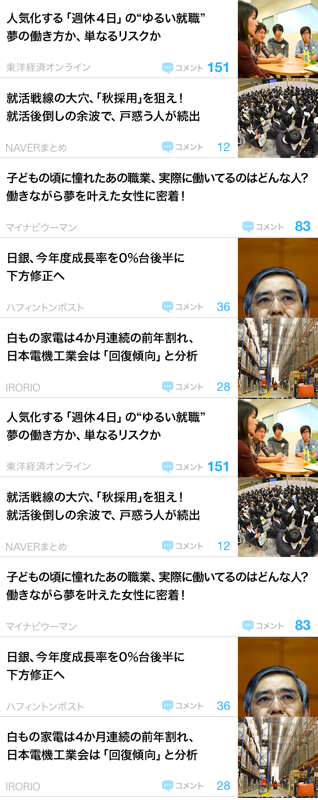 人気化する「週休４日」の“ゆるい就職”
夢の働き方か、単なるリスクか
東洋経済オンライン
コメント 151
就活戦線の大穴、「秋採用」を狙え！
就活後倒しの余波で、戸惑う人が続出
NAVERまとめ
コメント 12
子どもの頃に憧れたあの職業、実際に働いてるのはどんな人？
働きながら夢を叶えた女性に密着！
マイナビウーマン
コメント 83
日銀、今年度成長率を0％台後半に
下方修正へ
ハフィントンポスト
コメント 36
白もの家電は4か月連続の前年割れ、
日本電機工業会は「回復傾向」と分析
IRORIO
コメント 28
人気化する「週休４日」の“ゆるい就職”
夢の働き方か、単なるリスクか
東洋経済オンライン
コメント 151
就活戦線の大穴、「秋採用」を狙え！
就活後倒しの余波で、戸惑う人が続出
NAVERまとめ
コメント 12
子どもの頃に憧れたあの職業、実際に働いてるのはどんな人？
働きながら夢を叶えた女性に密着！
マイナビウーマン
コメント 83
日銀、今年度成長率を0％台後半に
下方修正へ
ハフィントンポスト
コメント 36
白もの家電は4か月連続の前年割れ、
日本電機工業会は「回復傾向」と分析
IRORIO
コメント 28